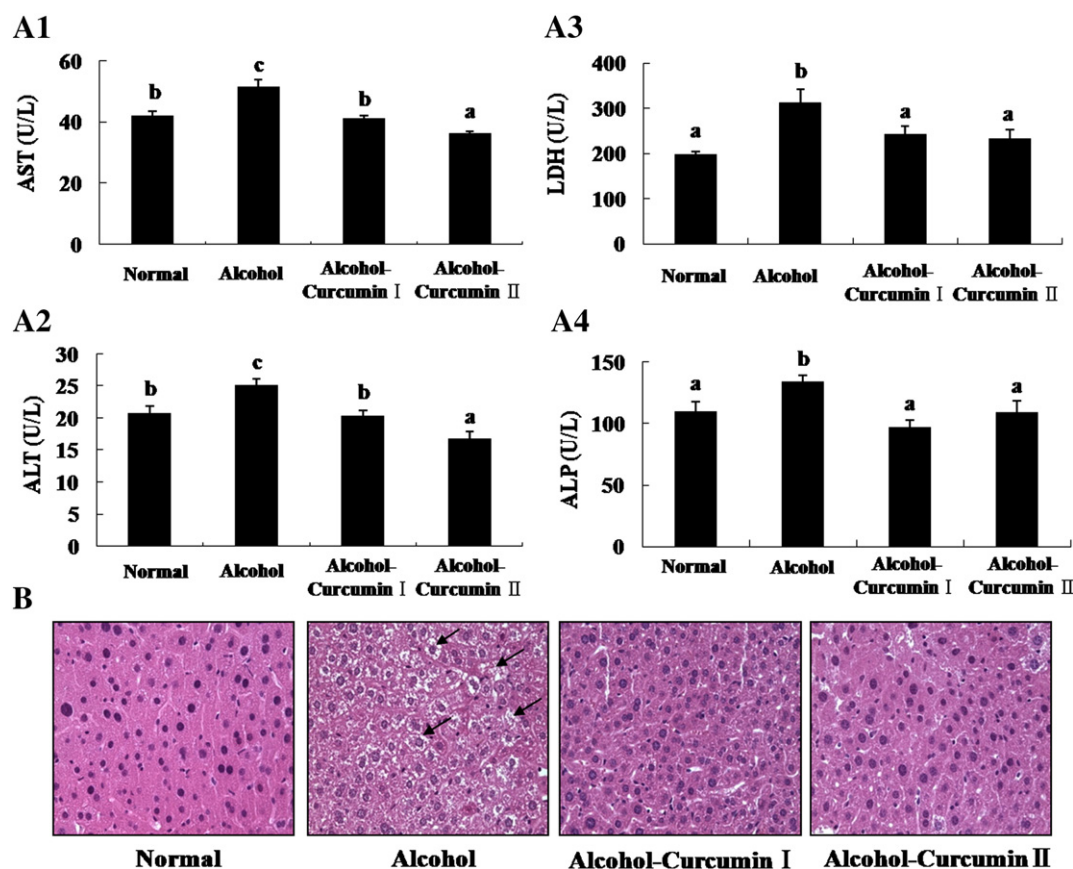 A1
AST (U/L)
60
40
20
0
c
b
b
a
Normal
Alcohol
Alcohol-
Curcumin Ⅰ
Alcohol-
Curcumin Ⅱ
A3
LDH (U/L)
400
300
200
100
0
b
a
a
a
Normal
Alcohol
Alcohol-
Curcumin Ⅰ
Alcohol-
Curcumin Ⅱ
A2
ALT (U/L)
30
25
20
15
10
5
0
c
b
b
a
Normal
Alcohol
Alcohol-
Curcumin Ⅰ
Alcohol-
Curcumin Ⅱ
A4
ALP (U/L)
150
100
50
0
b
a
a
a
Normal
Alcohol
Alcohol-
Curcumin Ⅰ
Alcohol-
Curcumin Ⅱ
B
Normal
Alcohol
Alcohol-Curcumin Ⅰ
Alcohol-Curcumin Ⅱ